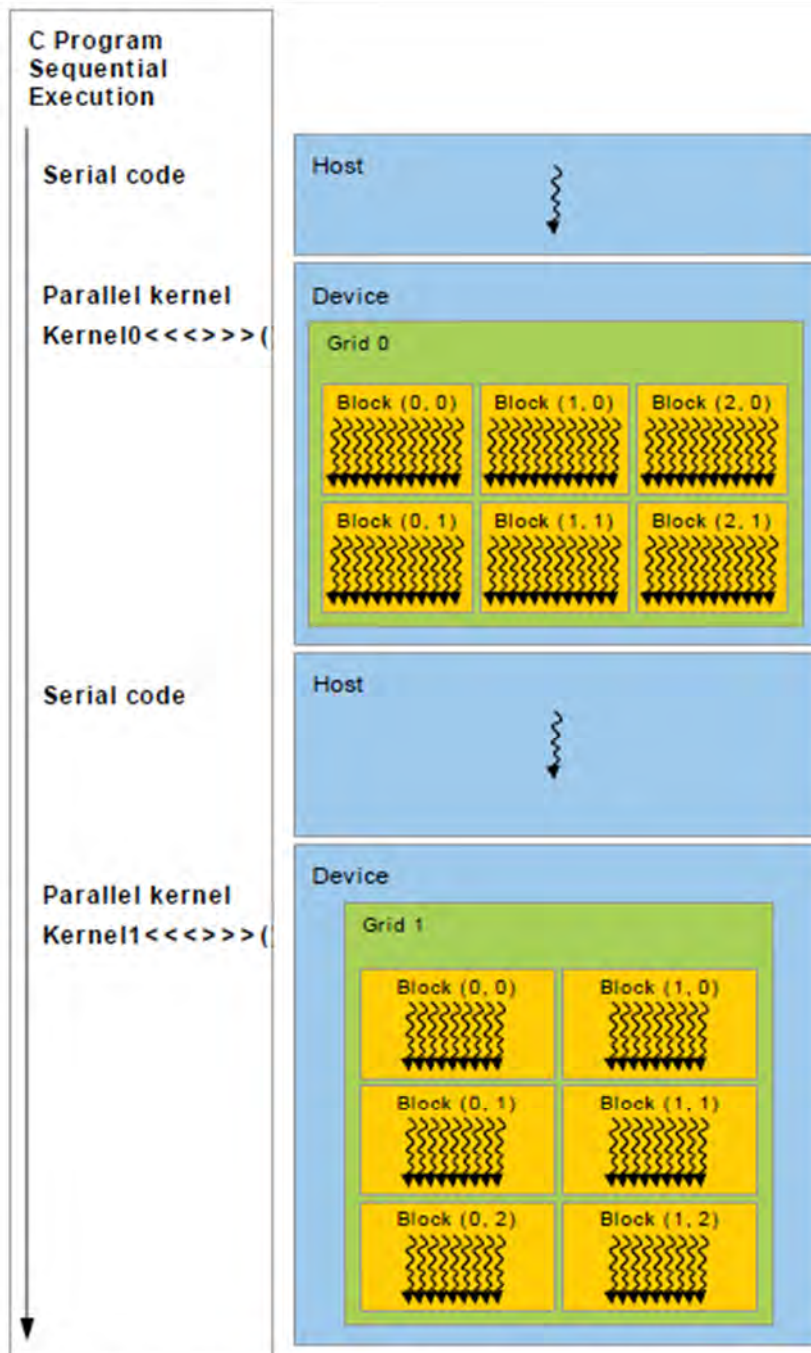 C Program
Sequential
Execution
Serial code
Host
Parallel kernel
Kernel0<<<>>>(
Device
Grid 0
Block (0, 0)
Block (1, 0)
Block (2, 0)
Block (0, 1)
Block (1, 1)
Block (2, 1)
Serial code
Host
Parallel kernel
Kernel1<<<>>>(
Device
Grid 1
Block (0, 0)
Block (1, 0)
Block (0, 1)
Block (1, 1)
Block (0, 2)
Block (1, 2)